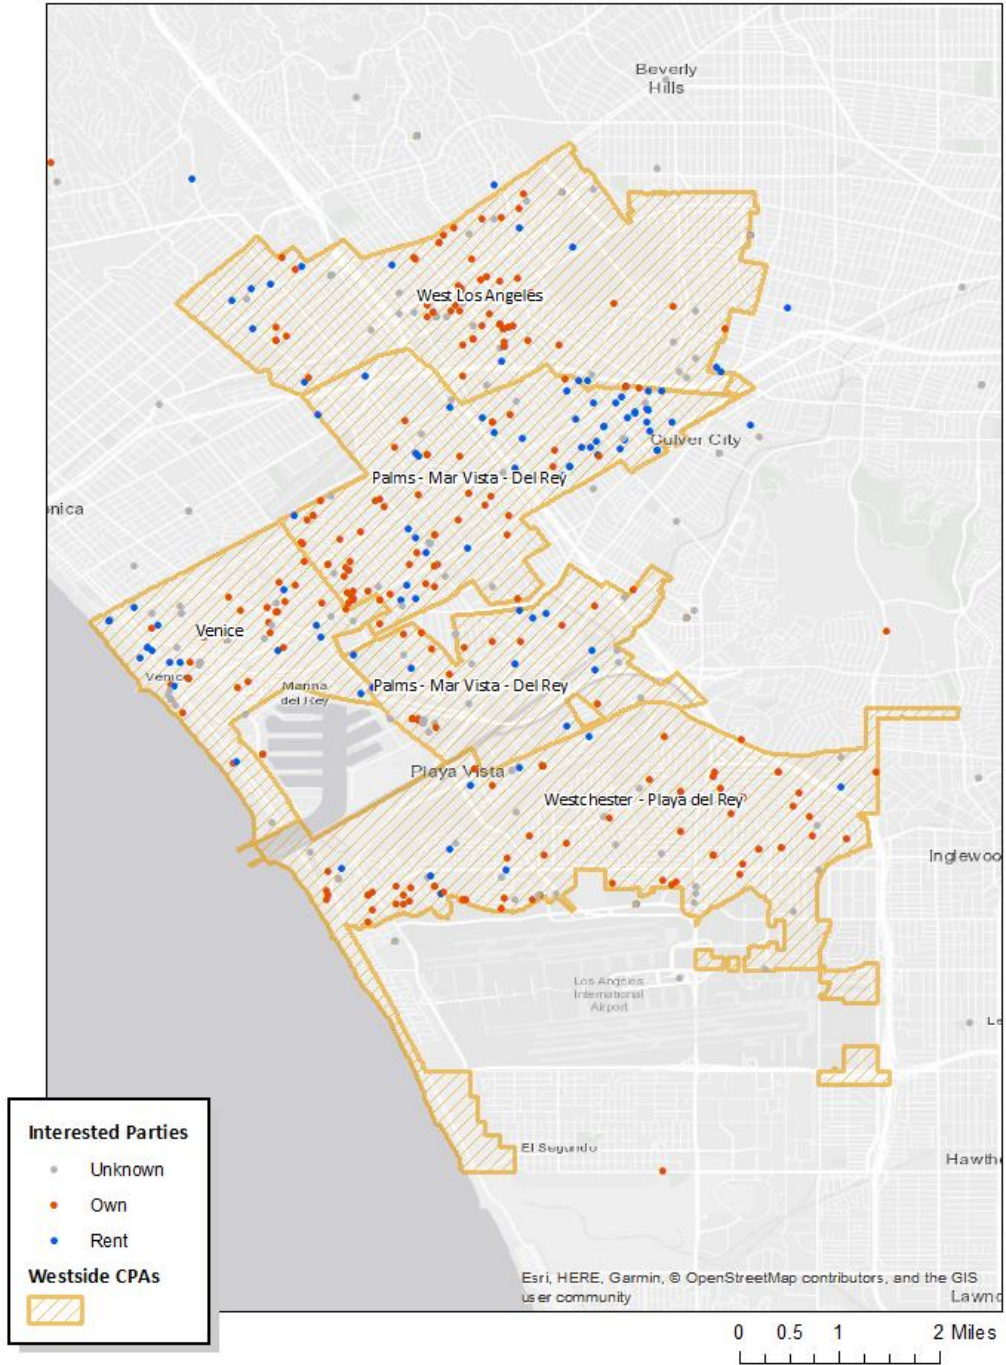 Beverly
Hills
West Los Angeles
Culver City
Palms - Mar Vista - Del Rey
nica
Venice
Venice
Marina
del Rey
Palms - Mar Vista - Del Rey
Playa Vista
Westchester - Playa del Rey
Inglewoo
Los Angeles
International
Airport
El Segundo
Hawth
Interested Parties
Unknown
Own
Rent
Westside CPAs
Esri, HERE, Garmin, © OpenStreetMap contributors, and the GIS
user community
Lawnd
0 0.5 1 2 Miles